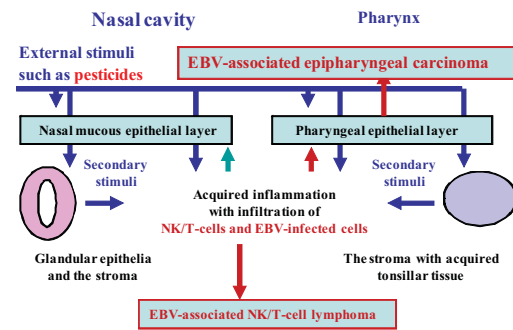 Nasal cavity
Pharynx
External stimuli
such as pesticides
EBV-associated epipharyngeal carcinoma
Nasal mucous epithelial layer
Pharyngeal epithelial layer
Secondary
stimuli
Secondary
stimuli
Acquired inflammation
with infiltration of
NK/T-cells and EBV-infected cells
Glandular epithelia
and the stroma
The stroma with acquired
tonsillar tissue
EBV-associated NK/T-cell lymphoma